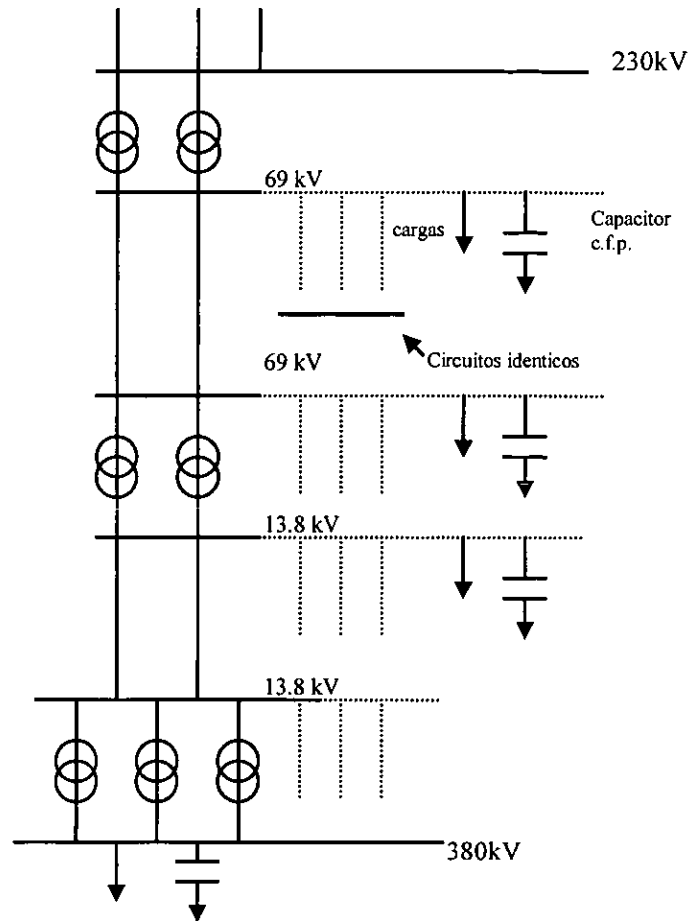 230kV
69 kV
cargas
Capacitor
c.f.p.
Circuitos identicos
69 kV
13.8 kV
13.8 kV
380kV